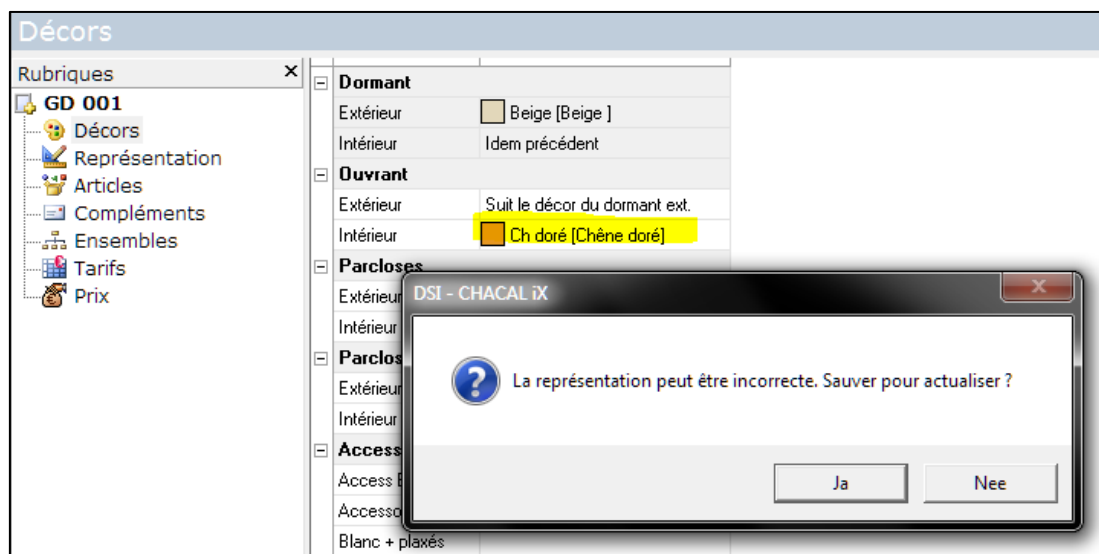 Décors
Rubriques
GD 001
Décors
Représentation
Articles
Compléments
Ensembles
Tarifs
Prix
Dormant
Extérieur Beige [Beige ]
Intérieur Idem précédent
Ouvrant
Extérieur Suit le décor du dormant ext.
Intérieur Ch doré [Chêne doré]
Parcloses
Extérieur
Intérieur
Parclos
Extérieur
Intérieur
Access
Access E
Accesso
Blanc + plaxés
DSI - CHACAL iX
La représentation peut être incorrecte. Sauver pour actualiser ?
Ja
Nee